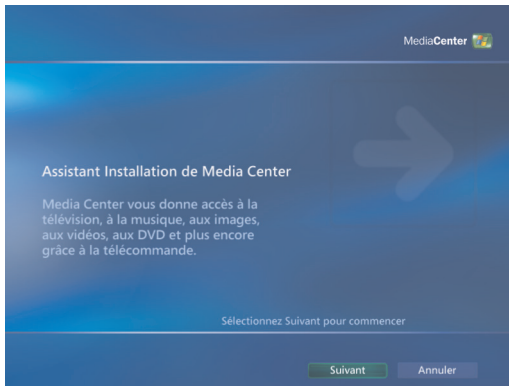 MediaCenter
Assistant Installation de Media Center
Media Center vous donne accès à la
télévision, à la musique, aux images,
aux vidéos, aux DVD et plus encore
grâce à la télécommande.
Sélectionnez Suivant pour commencer
Suivant Annuler